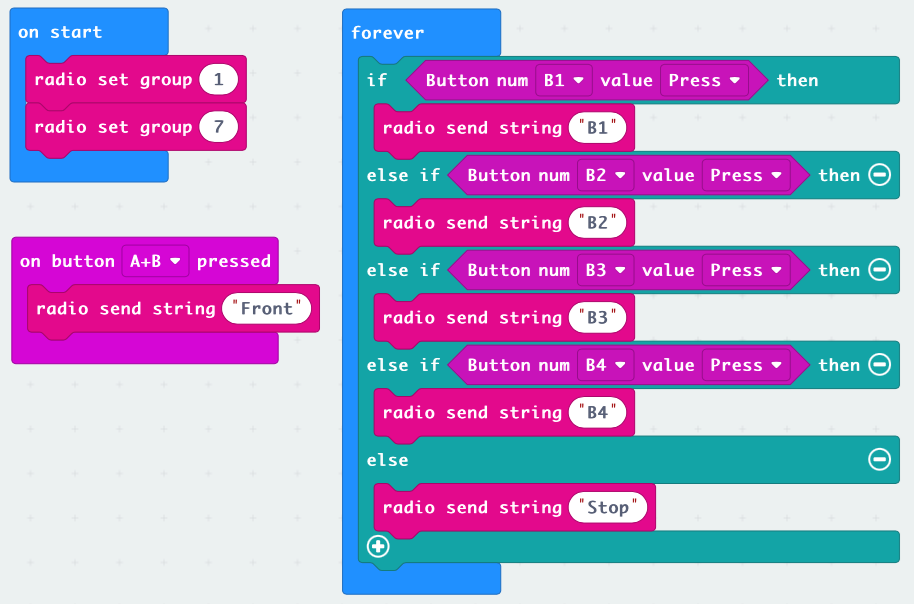 on start
radio set group 1
radio set group 7
on button A+B pressed
radio send string "Front"
forever
if Button num B1 value Press then
radio send string "B1"
else if Button num B2 value Press then
radio send string "B2"
else if Button num B3 value Press then
radio send string "B3"
else if Button num B4 value Press then
radio send string "B4"
else
radio send string "Stop"